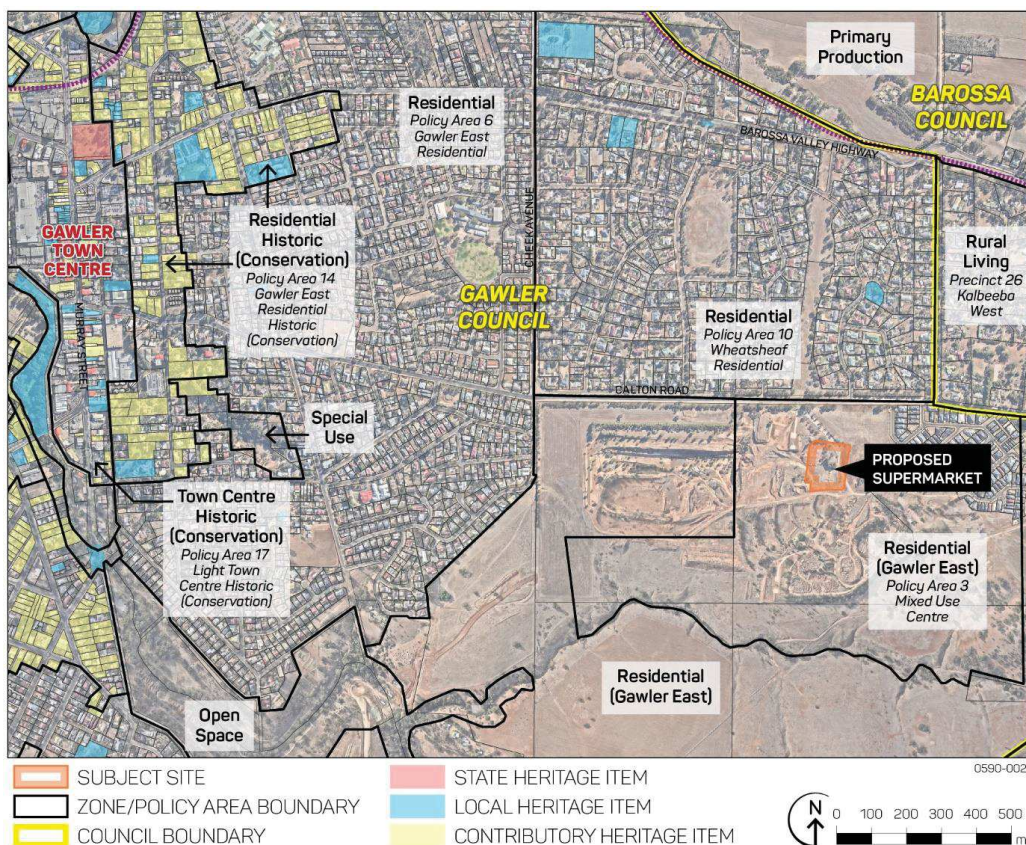 Primary
Production
BAROSSA
COUNCIL
BAROSSA VALLEY HIGHWAY
Residential
Policy Area 6
Gawler East
Residential
GAWLER
TOWN
CENTRE
MURRAY STREET
Residential
Historic
(Conservation)
Policy Area 14
Gawler East
Residential
Historic
(Conservation)
CHEEK AVENUE
GAWLER
COUNCIL
Residential
Policy Area 10
Wheatsheaf
Residential
Rural
Living
Precinct 26
Kalbeeba
West
CALTON ROAD
Special
Use
PROPOSED
SUPERMARKET
Town Centre
Historic
(Conservation)
Policy Area 17
Light Town
Centre Historic
(Conservation)
Residential
(Gawler East)
Policy Area 3
Mixed Use
Centre
Residential
(Gawler East)
Open
Space
0590-002
SUBJECT SITE
ZONE/POLICY AREA BOUNDARY
COUNCIL BOUNDARY
STATE HERITAGE ITEM
LOCAL HERITAGE ITEM
CONTRIBUTORY HERITAGE ITEM
N
0 100 200 300 400 500
m